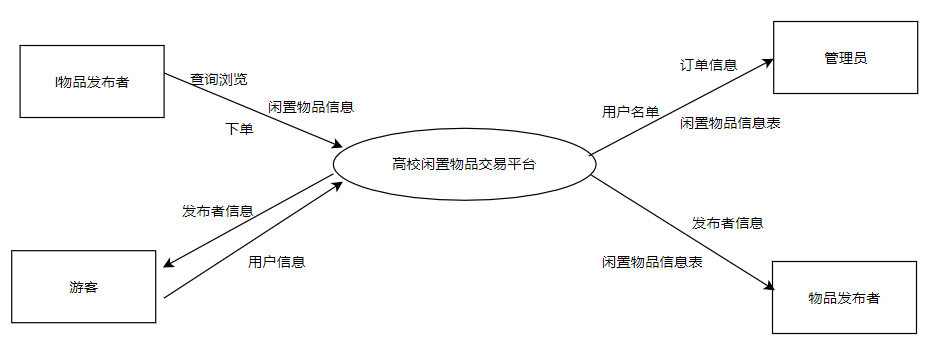 I物品发布者
查询浏览
闲置物品信息
下单
订单信息
管理员
用户名单
闲置物品信息表
高校闲置物品交易平台
发布者信息
用户信息
游客
发布者信息
闲置物品信息表
物品发布者